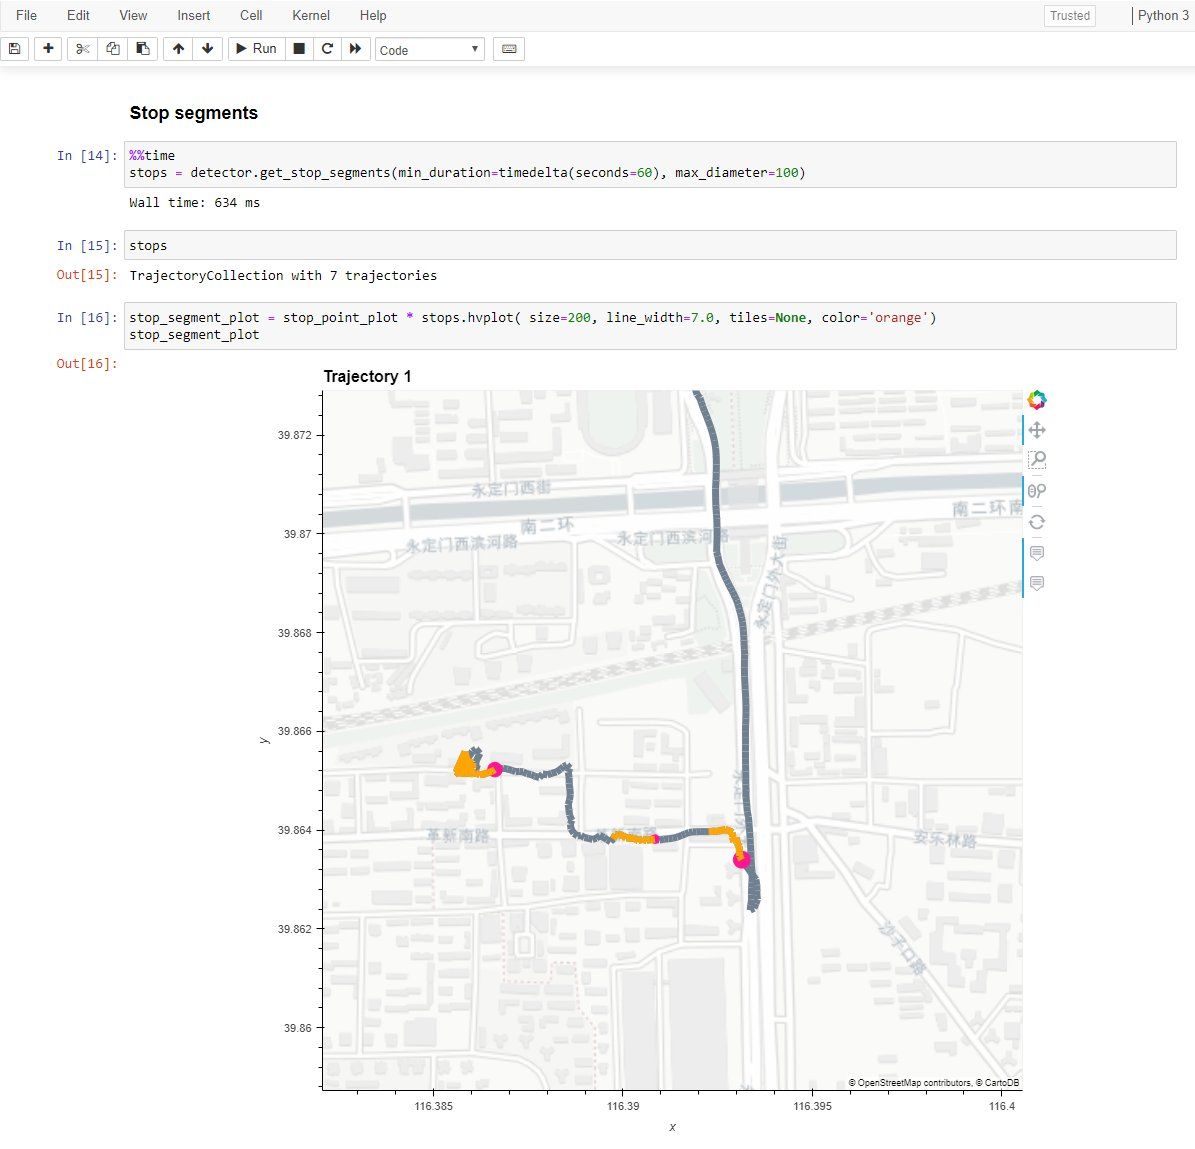 File Edit View Insert Cell Kernel Help Trusted Python 3
Run Code
Stop segments
In [14]: %%time
stops = detector.get_stop_segments(min_duration=timedelta(seconds=60), max_diameter=100)
Wall time: 634 ms
In [15]: stops
Out[15]: TrajectoryCollection with 7 trajectories
In [16]: stop_segment_plot = stop_point_plot * stops.hvplot( size=200, line_width=7.0, tiles=None, color='orange')
stop_segment_plot
Out[16]:
Trajectory 1
39.872
39.87
39.868
39.866
39.864
39.862
39.86
y
永定门西街
南二环
南二环南
永定门西滨河路
永定门西滨河路
永定门外大街
革新南路
安乐林路
沙子口路
© OpenStreetMap contributors, © CartoDB
116.385 116.39 116.395 116.4
x